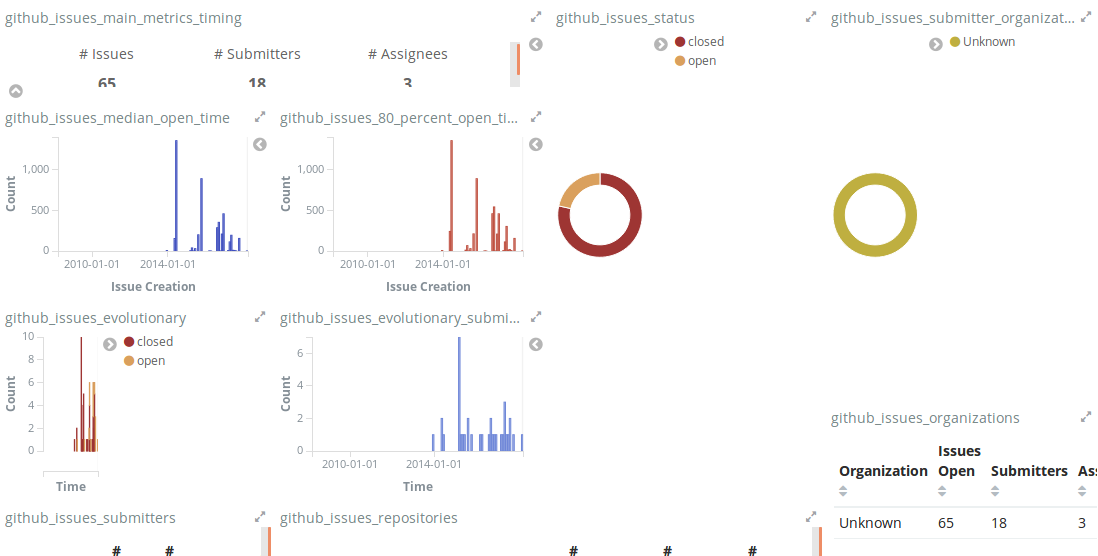 github_issues_main_metrics_timing
# Issues # Submitters # Assignees
65 18 3
github_issues_status
closed
open
github_issues_submitter_organizat...
Unknown
github_issues_median_open_time
Count
1,000
500
0
2010-01-01 2014-01-01
Issue Creation
github_issues_80_percent_open_ti...
Count
1,000
500
0
2010-01-01 2014-01-01
Issue Creation
github_issues_evolutionary
closed
open
Count
10
8
6
4
2
0
Time
github_issues_evolutionary_submi...
Count
6
4
2
0
2010-01-01 2014-01-01
Time
github_issues_organizations
Organization Issues Open Submitters Ass
Unknown 65 18 3
github_issues_submitters
# #
github_issues_repositories
# # #